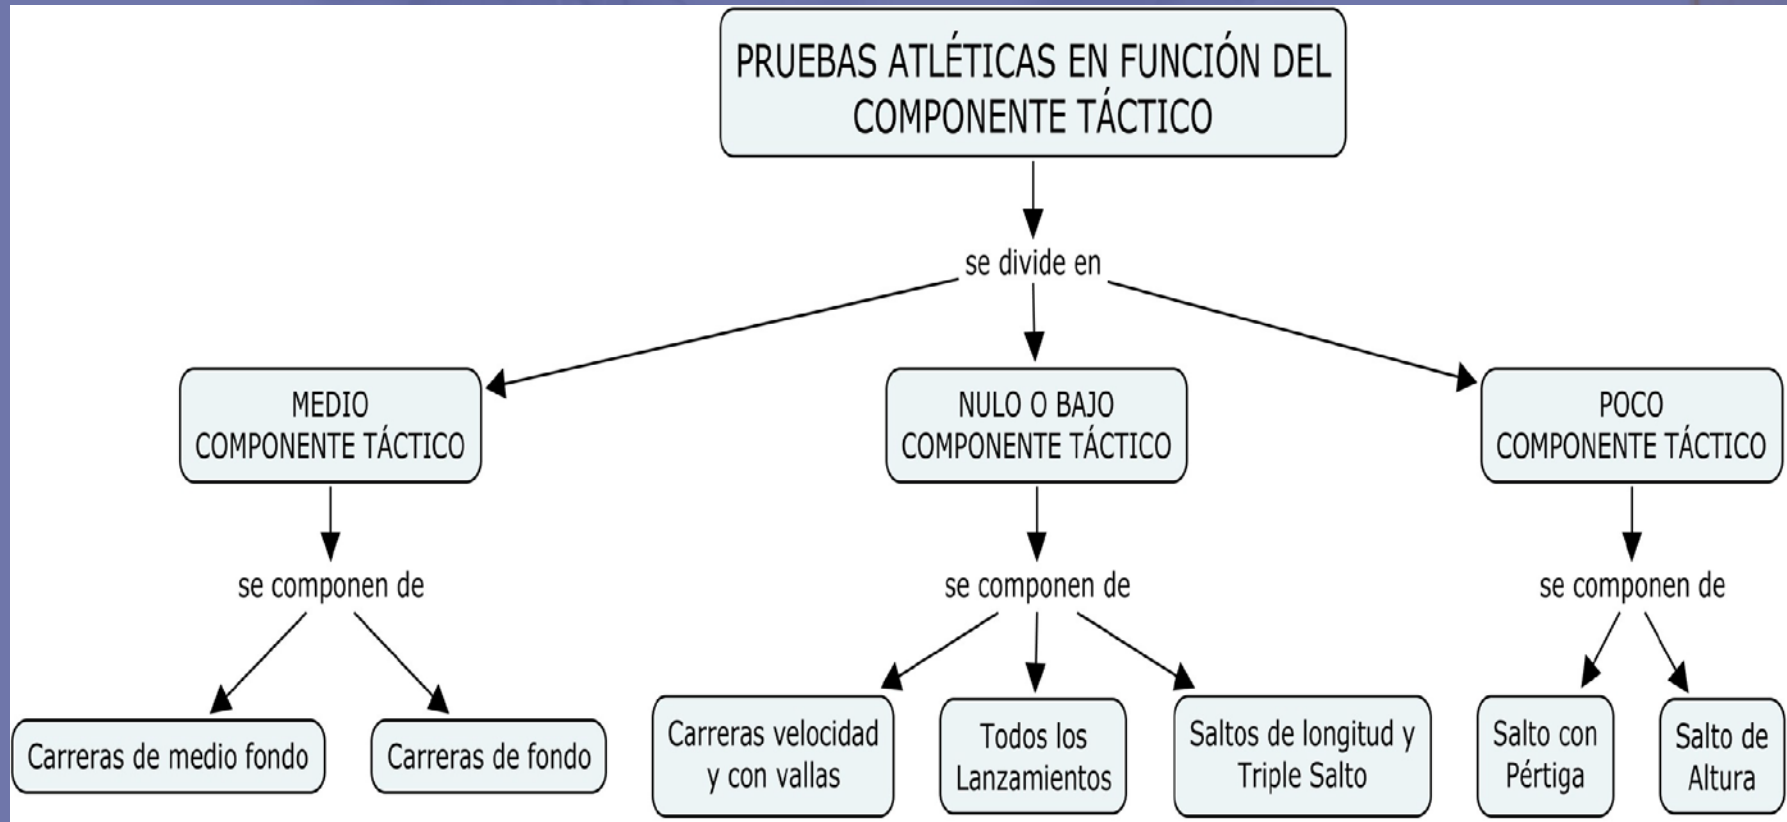 PRUEBAS ATLÉTICAS EN FUNCIÓN DEL
COMPONENTE TÁCTICO
se divide en
MEDIO
COMPONENTE TÁCTICO
NULO O BAJO
COMPONENTE TÁCTICO
POCO
COMPONENTE TÁCTICO
se componen de
se componen de
se componen de
Carreras de medio fondo
Carreras de fondo
Carreras velocidad
y con vallas
Todos los
Lanzamientos
Saltos de longitud y
Triple Salto
Salto con
Pértiga
Salto de
Altura